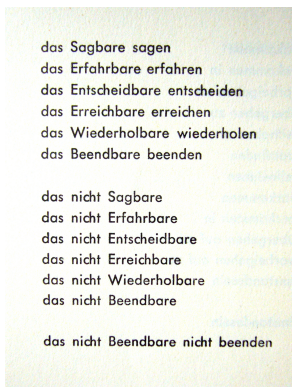 das Sagbare sagen
das Erfahrbare erfahren
das Entscheidbare entscheiden
das Erreichbare erreichen
das Wiederholbare wiederholen
das Beendbare beenden
das nicht Sagbare
das nicht Erfahrbare
das nicht Entscheidbare
das nicht Erreichbare
das nicht Wiederholbare
das nicht Beendbare
das nicht Beendbare nicht beenden